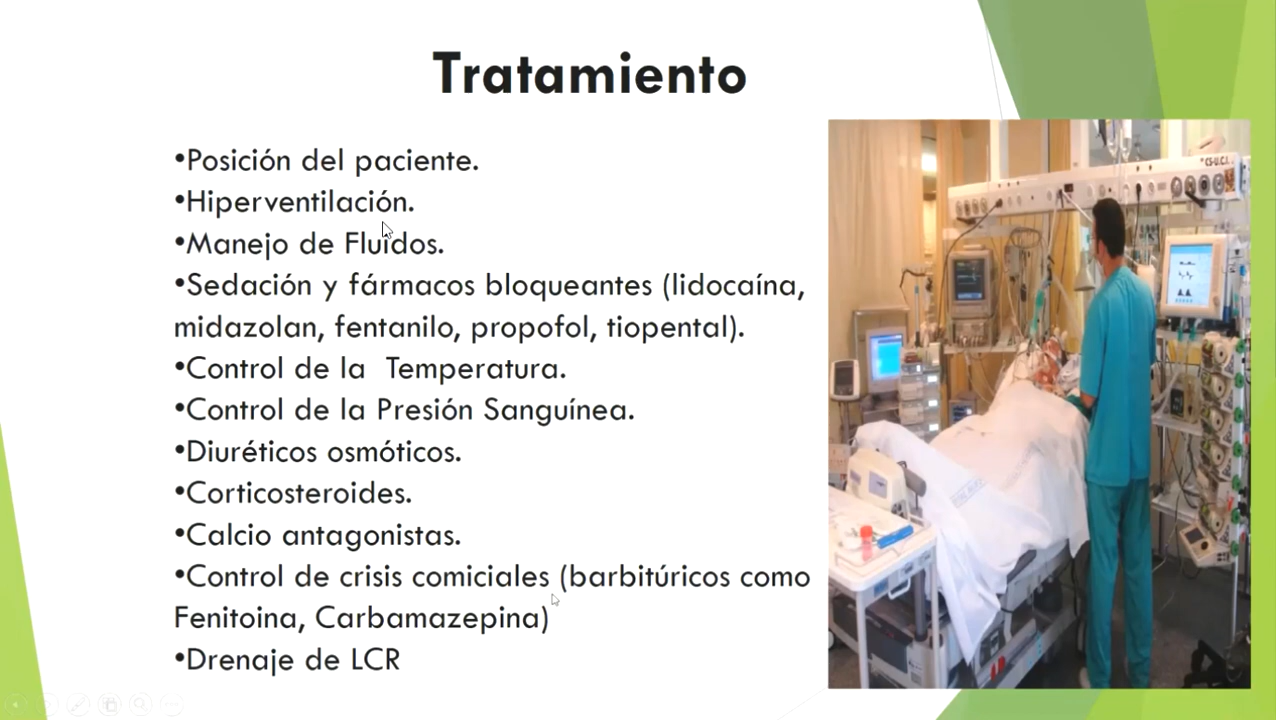 Tratamiento
•Posición del paciente.
•Hiperventilación.
•Manejo de Fluidos.
•Sedación y fármacos bloqueantes (lidocaína,
midazolan, fentanilo, propofol, tiopental).
•Control de la  Temperatura.
•Control de la Presión Sanguínea.
•Diuréticos osmóticos.
•Corticosteroides.
•Calcio antagonistas.
•Control de crisis comiciales (barbitúricos como
Fenitoina, Carbamazepina)
•Drenaje de LCR